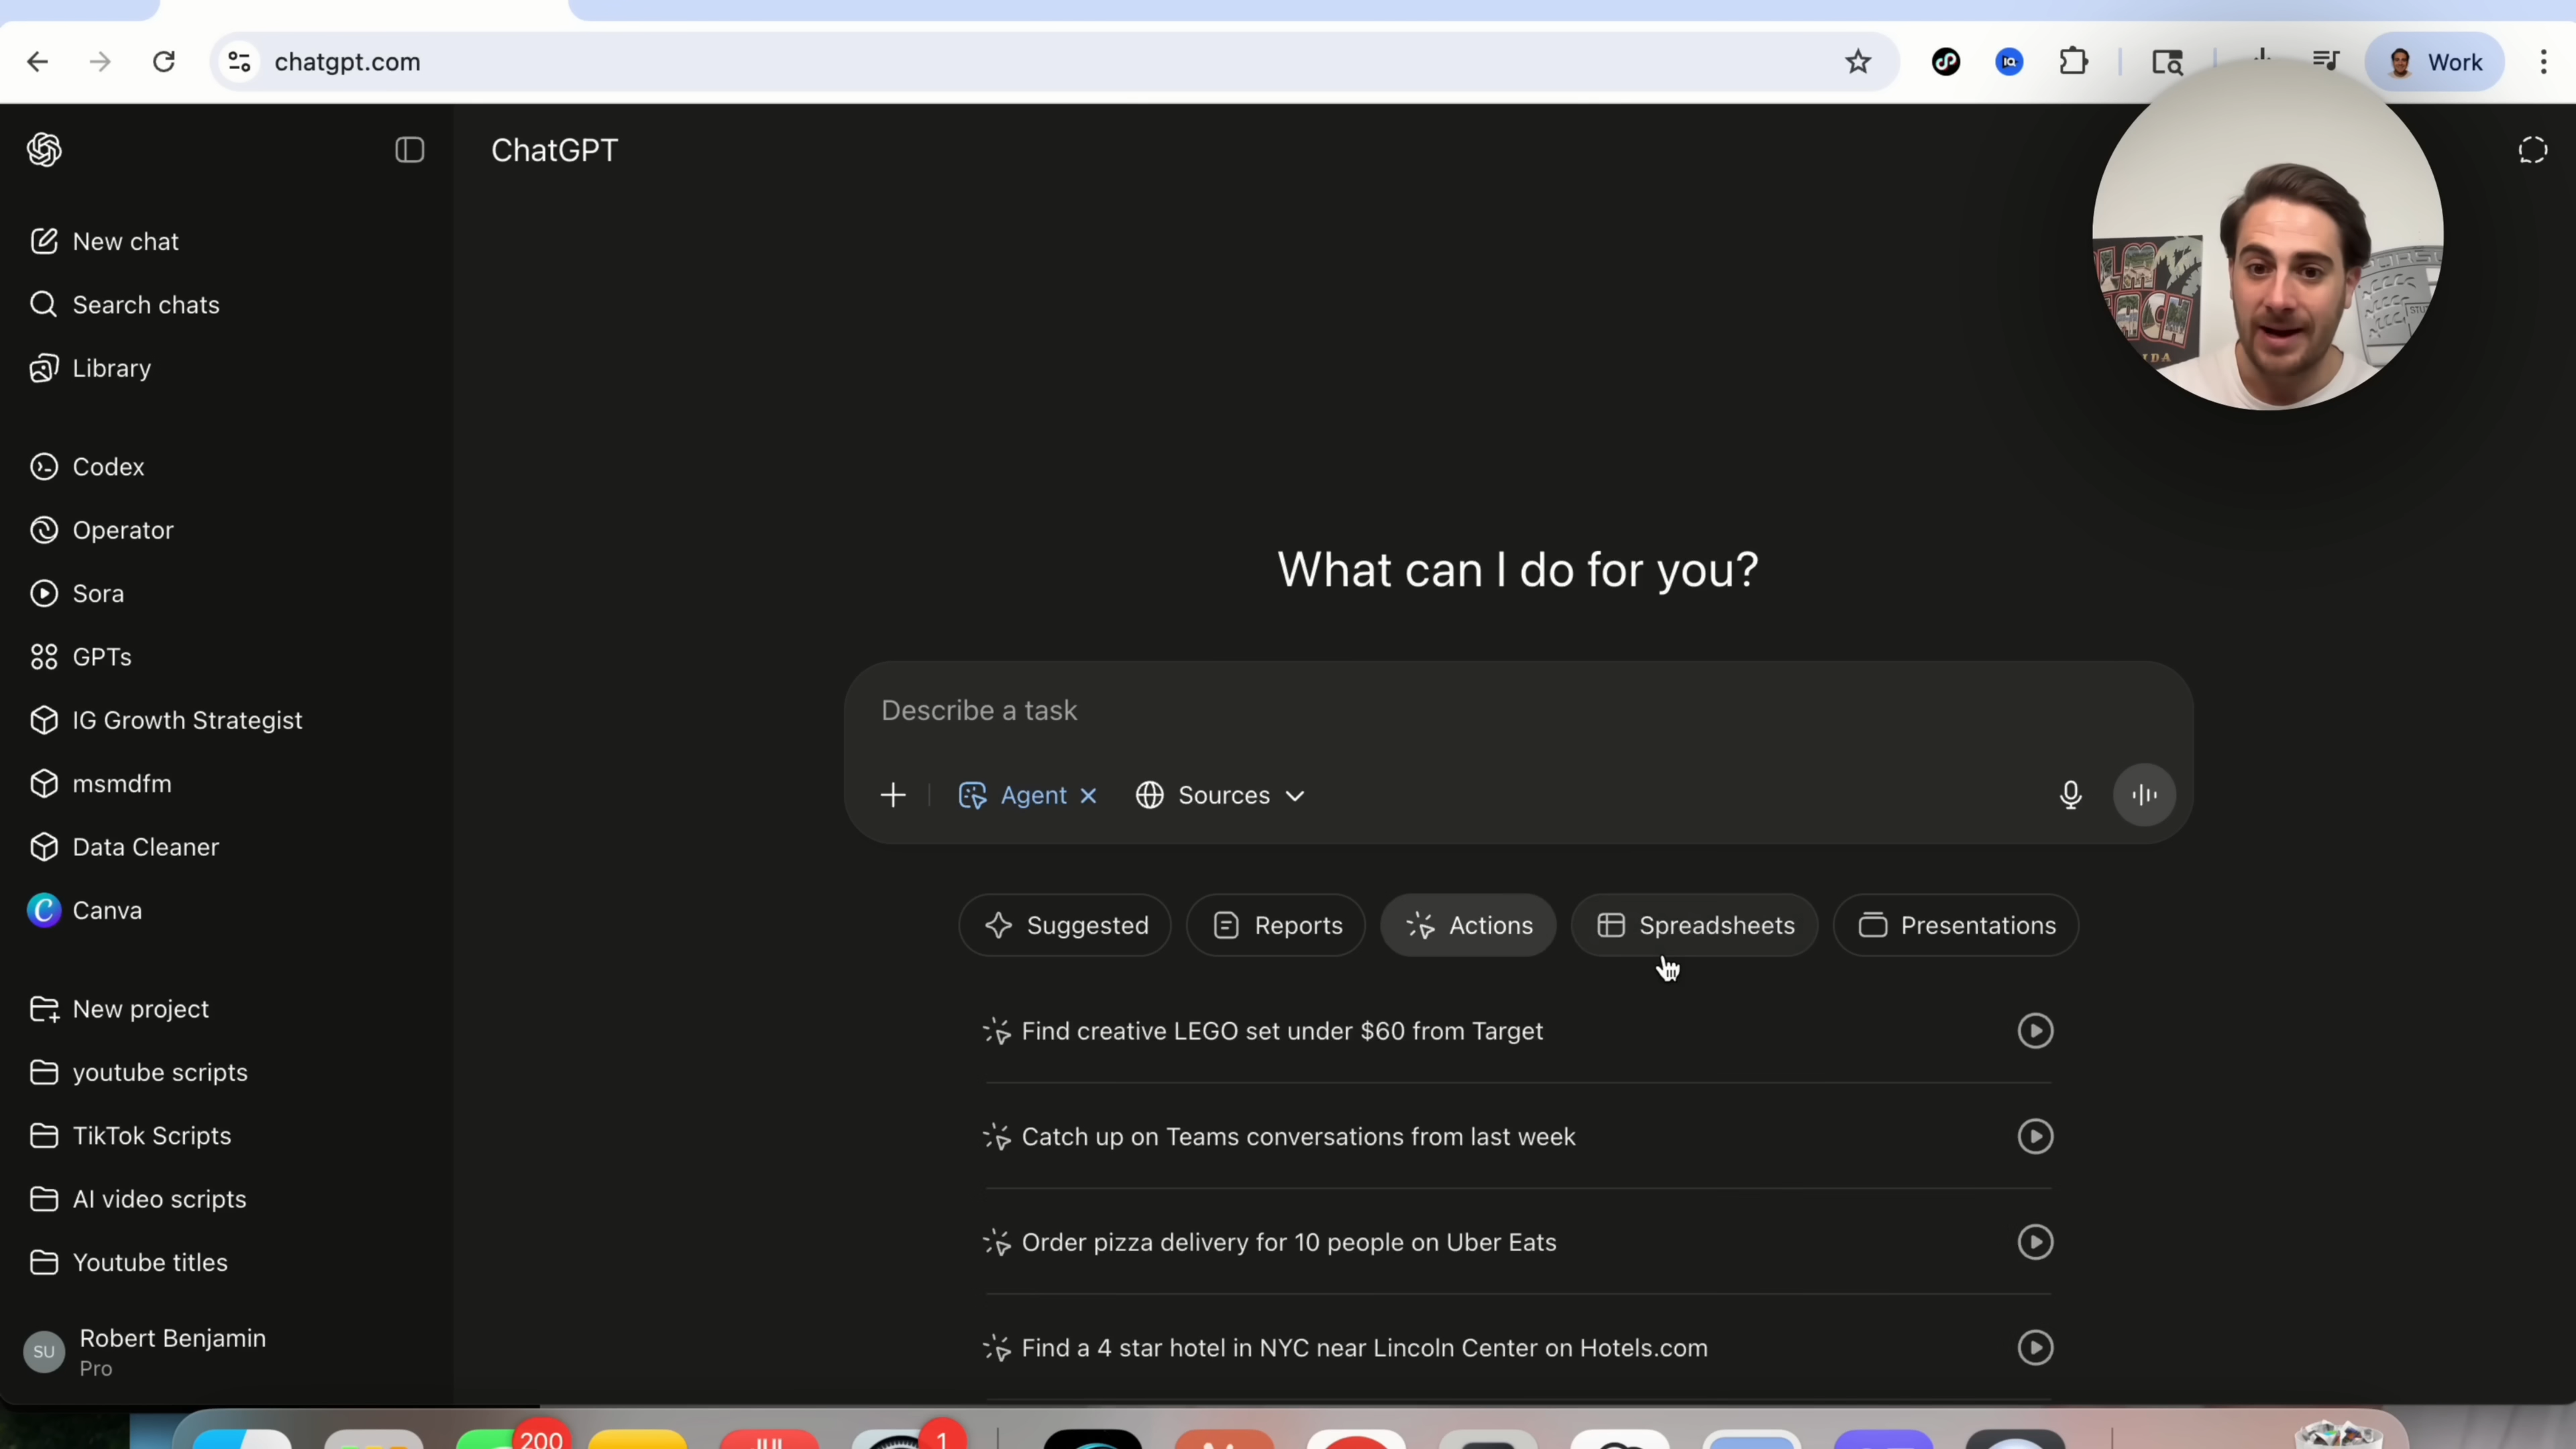 chatgpt.com
Work
ChatGPT
New chat
Search chats
Library
Codex
Operator
Sora
GPTs
IG Growth Strategist
msmdfm
Data Cleaner
Canva
New project
youtube scripts
TikTok Scripts
AI video scripts
Youtube titles
SU
Robert Benjamin
Pro
What can I do for you?
Describe a task
Agent
Sources
Suggested
Reports
Actions
Spreadsheets
Presentations
Find creative LEGO set under $60 from Target
Catch up on Teams conversations from last week
Order pizza delivery for 10 people on Uber Eats
Find a 4 star hotel in NYC near Lincoln Center on Hotels.com
200
JUL
1